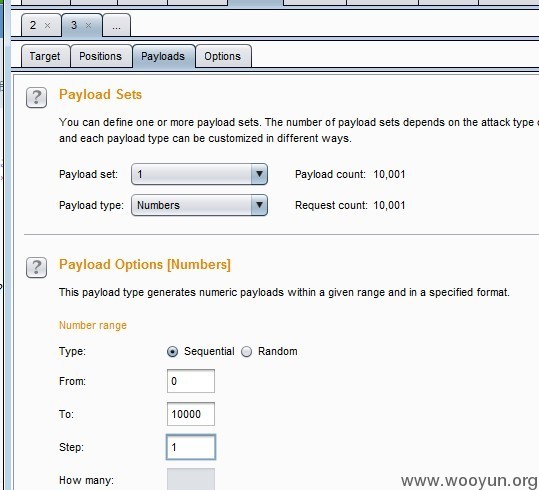 2 × 3 × ...
Target Positions Payloads Options
? Payload Sets
You can define one or more payload sets. The number of payload sets depends on the attack type
and each payload type can be customized in different ways.
Payload set: 1 Payload count: 10,001
Payload type: Numbers Request count: 10,001
? Payload Options [Numbers]
This payload type generates numeric payloads within a given range and in a specified format.
Number range
Type: Sequential Random
From: 0
To: 10000
Step: 1
How many:
www.wooyun.org